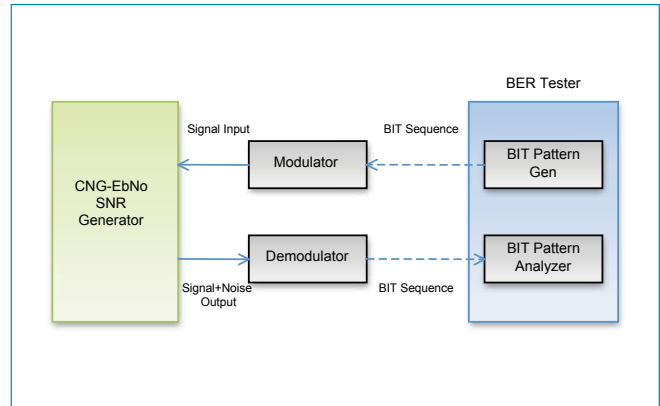 BER Tester
Signal Input
BIT Sequence
Modulator
BIT Pattern
Gen
CNG-EbNo
SNR
Generator
Demodulator
BIT Pattern
Analyzer
Signal+Noise
Output
BIT Sequence